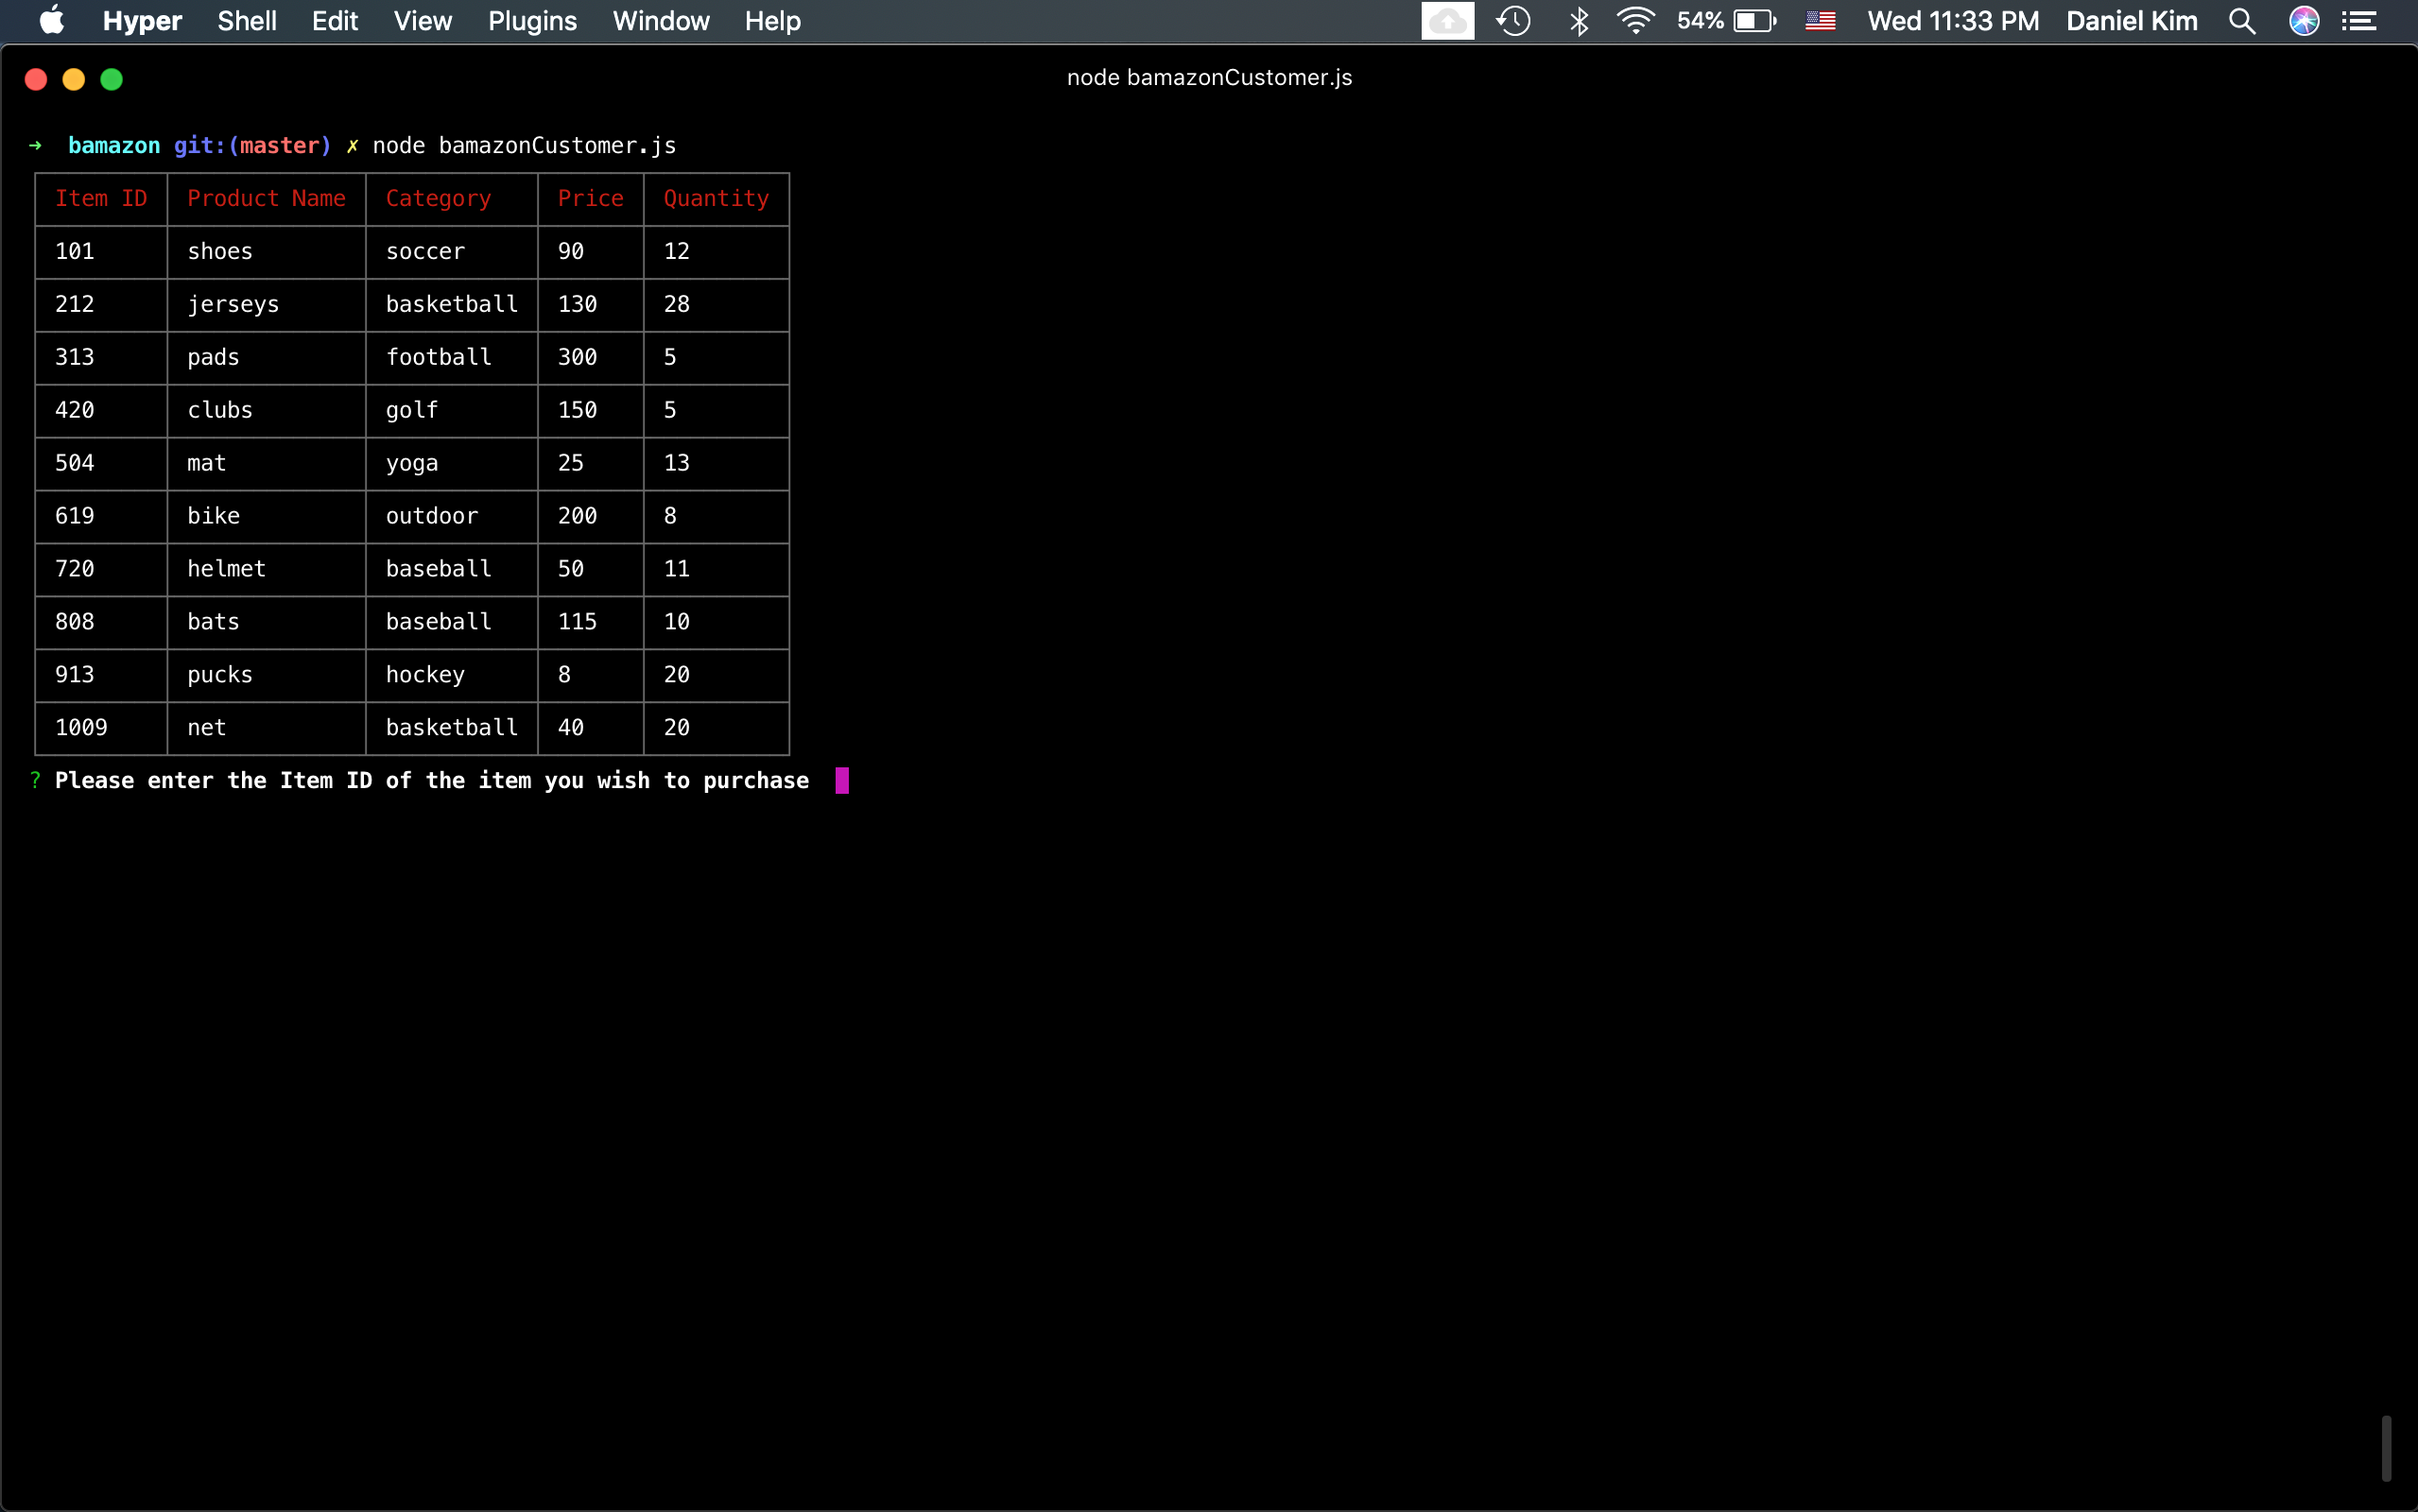 Hyper Shell Edit View Plugins Window Help 54% Wed 11:33 PM Daniel Kim
node bamazonCustomer.js
➜ bamazon git:(master) ✗ node bamazonCustomer.js
Item ID Product Name Category Price Quantity
101 shoes soccer 90 12
212 jerseys basketball 130 28
313 pads football 300 5
420 clubs golf 150 5
504 mat yoga 25 13
619 bike outdoor 200 8
720 helmet baseball 50 11
808 bats baseball 115 10
913 pucks hockey 8 20
1009 net basketball 40 20
? Please enter the Item ID of the item you wish to purchase